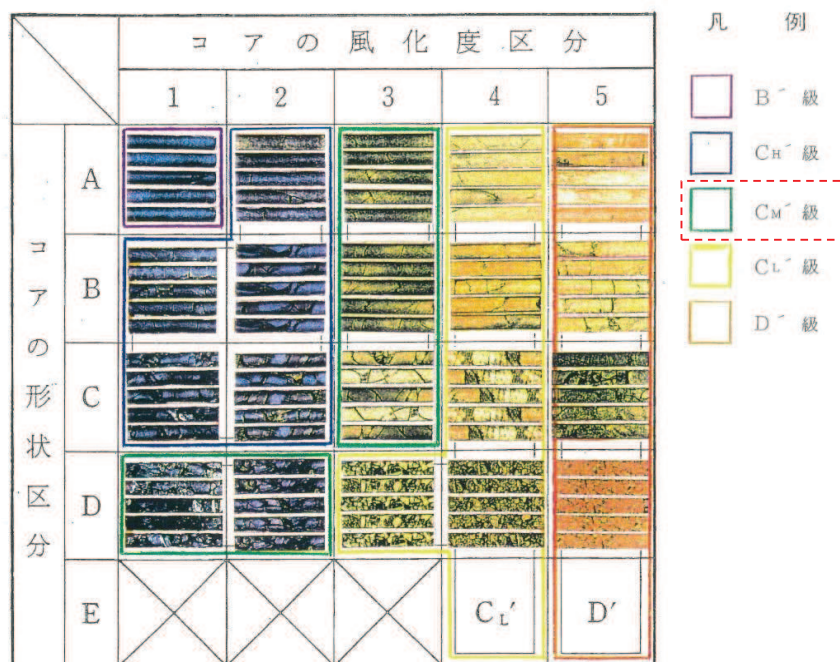 コアの風化度区分
1 2 3 4 5
コアの形状区分
A
B
C
D
E CL′ D′
凡例
B′級
CH′級
CM′級
CL′級
D′級